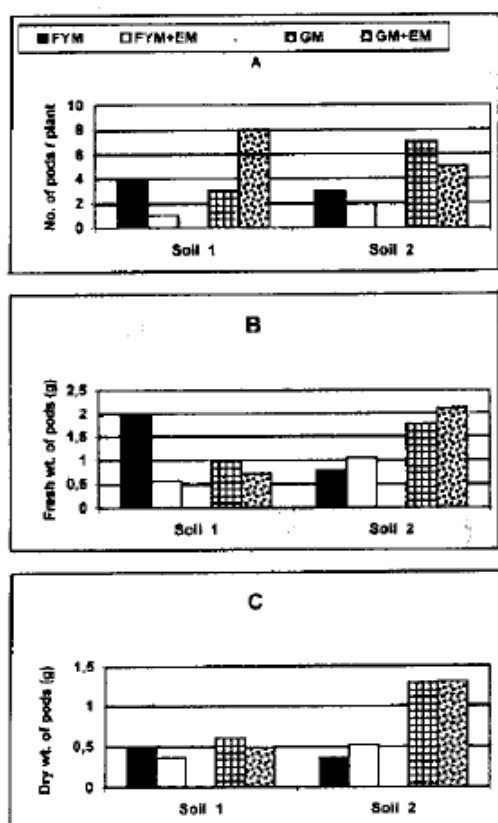 FYM FYM+EM GM GM+EM
A
No. of pods / plant
10
8
6
4
2
0
Soil 1 Soil 2
B
Fresh wt. of pods (g)
2,5
2
1,5
1
0,5
0
Soil 1 Soil 2
C
Dry wt. of pods (g)
1,5
1
0,5
0
Soil 1 Soil 2